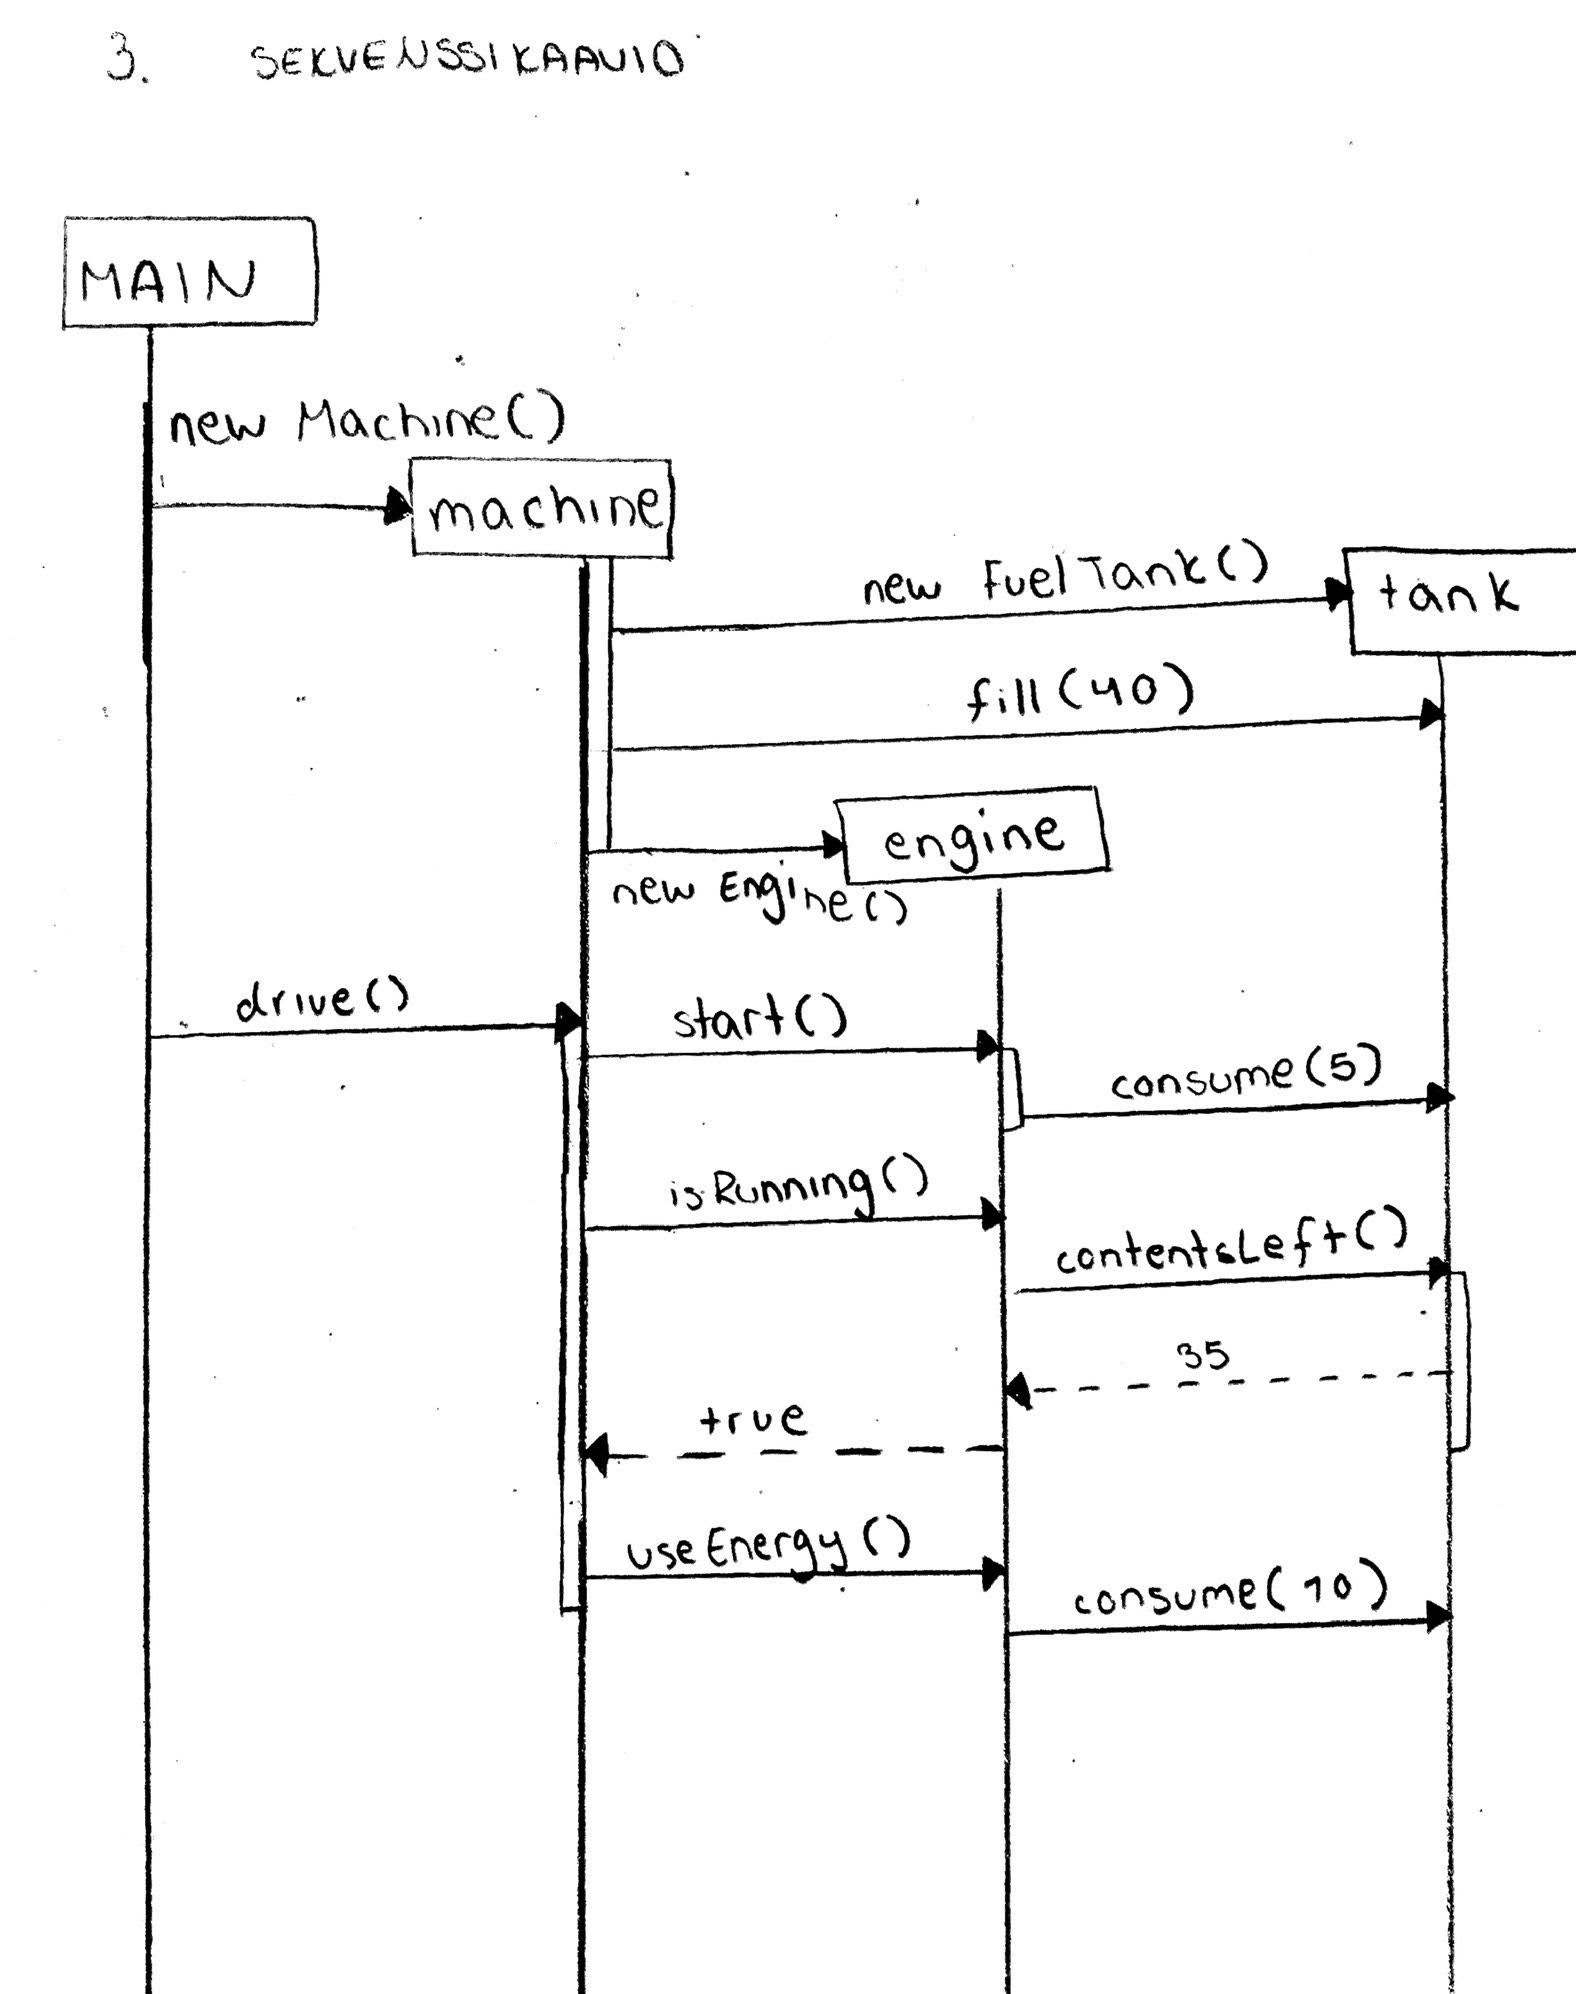 3. SEKVENSSIKAAVIO
MAIN
new Machine()
machine
new FuelTank()
tank
fill(40)
engine
new Engine()
drive()
start()
consume(5)
isRunning()
contentsLeft()
35
true
useEnergy()
consume(10)